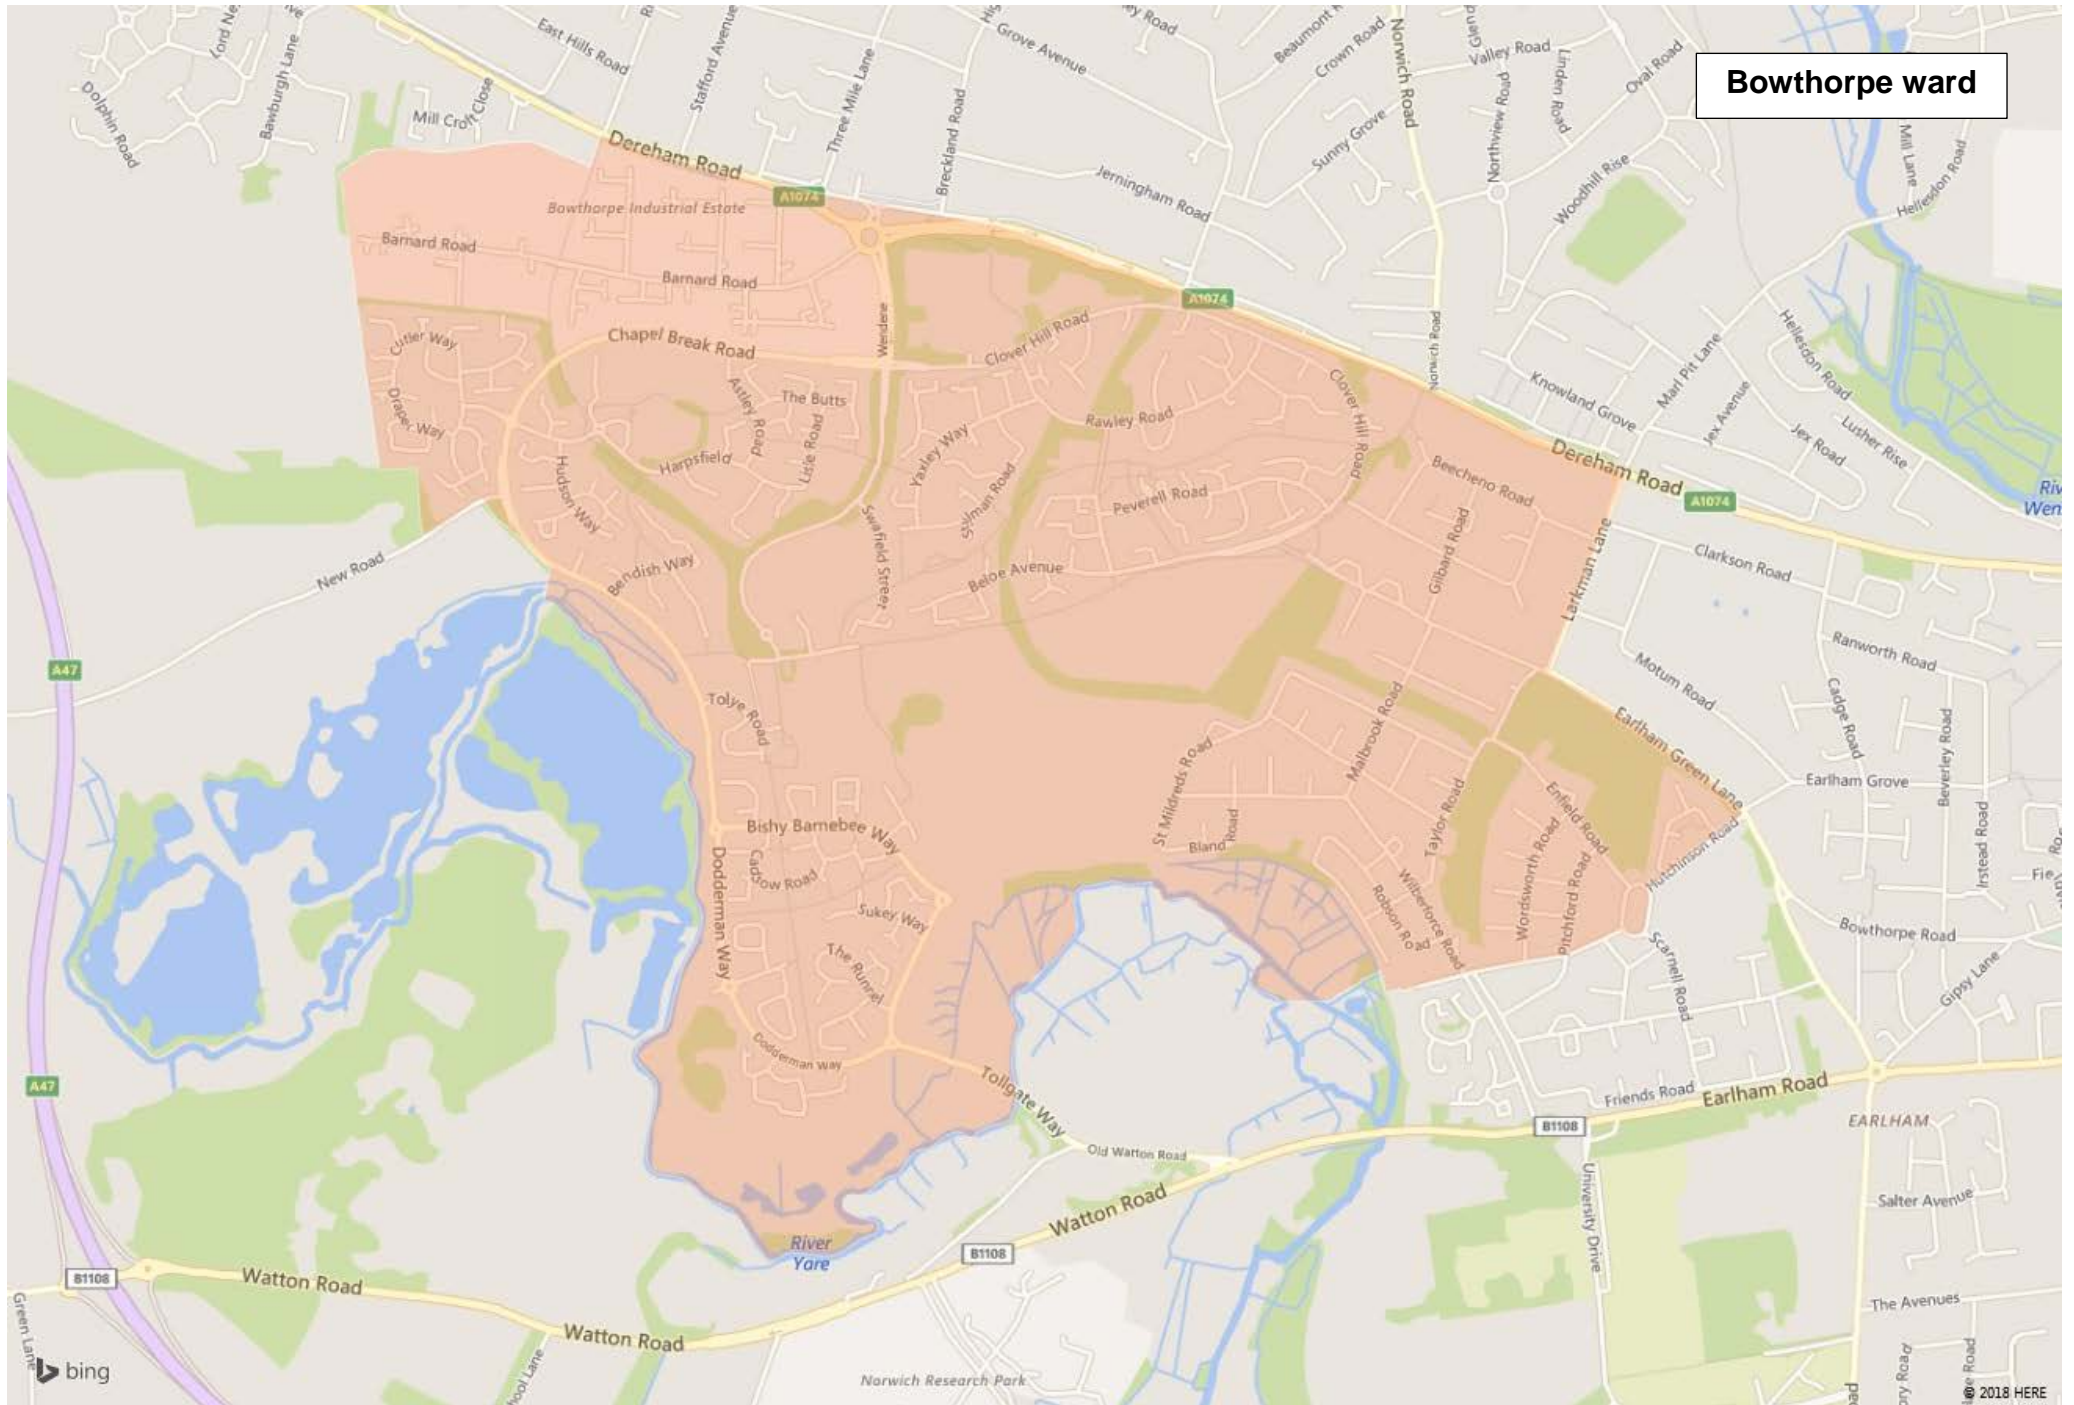 Bowthorpe ward
East Hills Road
Stafford Avenue
Three Mile Lane
Grove Avenue
Beaumont
Crown Road
Norwich Road
Valley Road
Linden Road
Oval Road
Northview Road
Woodhill Rise
Mill Lane
Hellesdon Road
Dolphin Road
Bawburgh Lane
Mill Croft Close
Dereham Road
A1074
Breckland Road
Jerningham Road
Sunny Grove
Bowthorpe Industrial Estate
Barnard Road
Barnard Road
Wendene
A1074
Chapel Break Road
Clover Hill Road
Norwich Road
Marl Pit Lane
Hellesdon Road
Cutler Way
Draper Way
Astley Road
The Butts
Lisle Road
Harpsfield
Hudson Way
Yaxley Way
Rawley Road
Clover Hill Road
Knowland Grove
Jex Avenue
Jex Road
Lusher Rise
Dereham Road
A1074
Beecheno Road
Peverell Road
Gilbard Road
Larkman Lane
Clarkson Road
New Road
Bendish Way
Swafield Street
Beloe Avenue
A47
Ranworth Road
Motum Road
Cadge Road
Beverley Road
Tolye Road
Earlham Green Lane
Malbrook Road
St Mildreds Road
Earlham Grove
Irstead Road
Bishy Barnebee Way
Cadsow Road
Dodderman Way
Bland Road
Taylor Road
Enfield Road
Wordsworth Road
Pitchford Road
Hutchinson Road
Wilberforce Road
Robson Road
Sukey Way
The Runnel
Scarnell Road
Bowthorpe Road
Gipsy Lane
Dodderman Way
Tollgate Way
A47
Friends Road
Earlham Road
B1108
EARLHAM
Old Watton Road
University Drive
Salter Avenue
Watton Road
River
Yare
B1108
B1108
Watton Road
Green Lane
Watton Road
The Avenues
Norwich Research Park
bing
© 2018 HERE